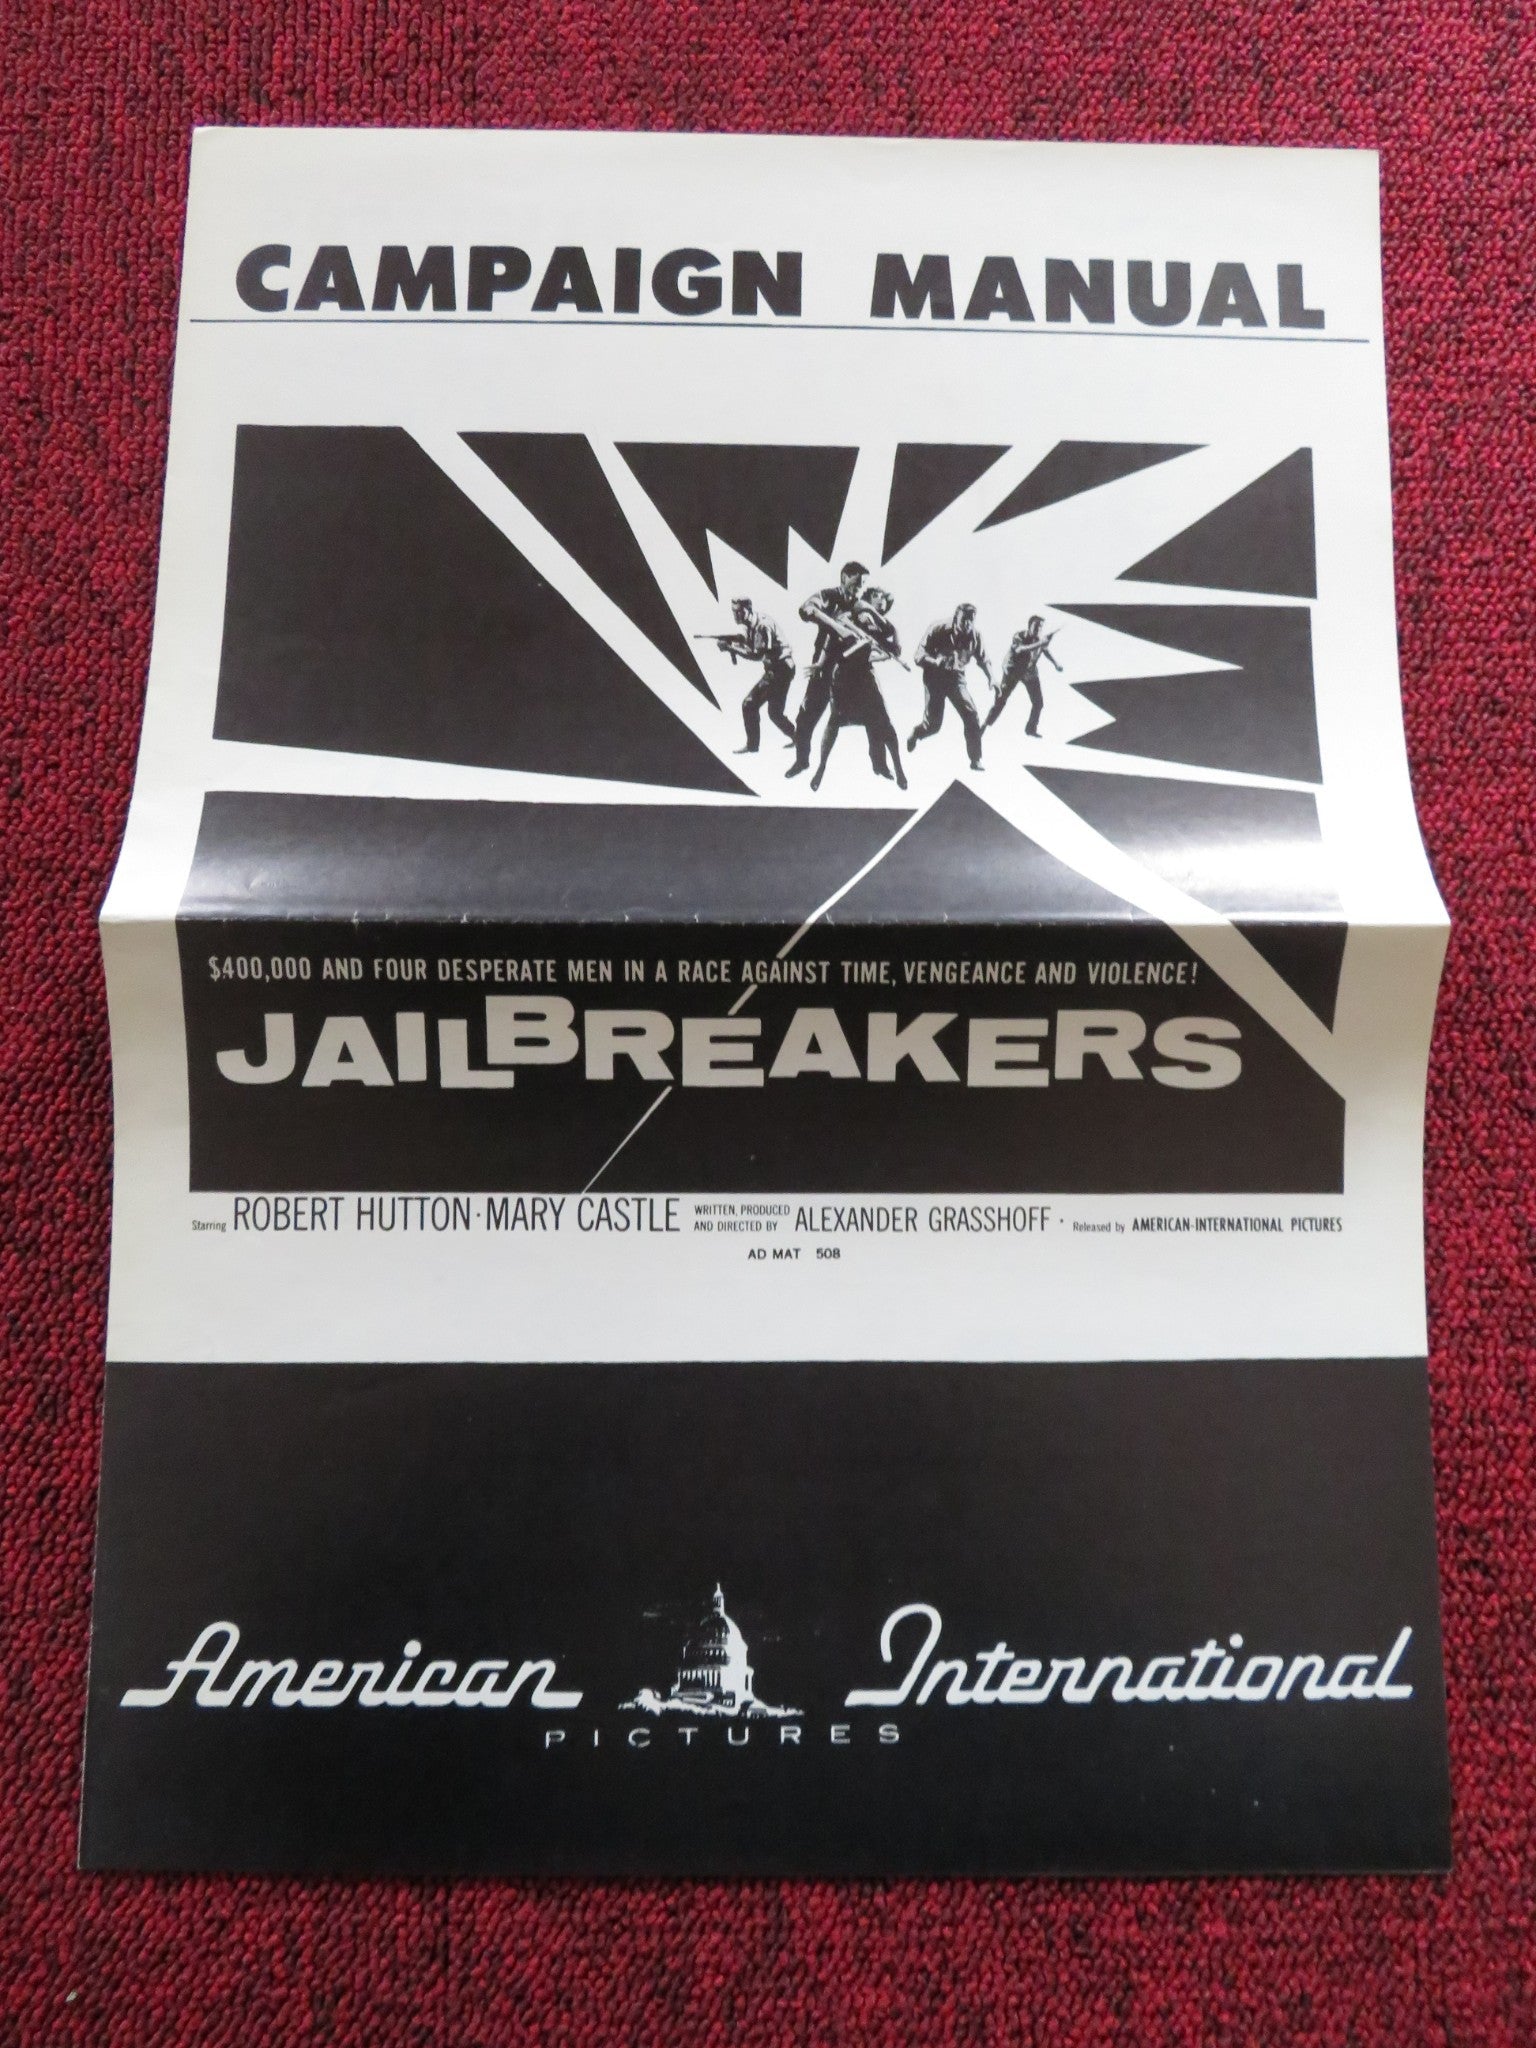 CAMPAIGN MANUAL
$400,000 AND FOUR DESPERATE MEN IN A RACE AGAINST TIME, VENGEANCE AND VIOLENCE!
JAILBREAKERS
Starring ROBERT HUTTON · MARY CASTLE WRITTEN, PRODUCED AND DIRECTED BY ALEXANDER GRASSHOFF · Released by AMERICAN-INTERNATIONAL PICTURES
AD MAT 508
American International
PICTURES